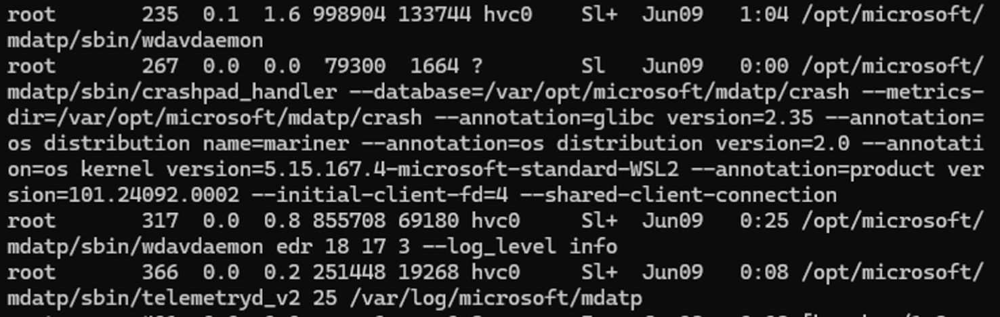 root       235  0.1  1.6 998904 133744 hvc0     Sl+  Jun09   1:04 /opt/microsoft/
mdatp/sbin/wdavdaemon
root       267  0.0  0.0  79300  1664 ?        Sl   Jun09   0:00 /opt/microsoft/
mdatp/sbin/crashpad_handler --database=/var/opt/microsoft/mdatp/crash --metrics-
dir=/var/opt/microsoft/mdatp/crash --annotation=glibc version=2.35 --annotation=
os distribution name=mariner --annotation=os distribution version=2.0 --annotati
on=os kernel version=5.15.167.4-microsoft-standard-WSL2 --annotation=product ver
sion=101.24092.0002 --initial-client-fd=4 --shared-client-connection
root       317  0.0  0.8 855708 69180 hvc0     Sl+  Jun09   0:25 /opt/microsoft/
mdatp/sbin/wdavdaemon edr 18 17 3 --log_level info
root       366  0.0  0.2 251448 19268 hvc0     Sl+  Jun09   0:08 /opt/microsoft/
mdatp/sbin/telemetryd_v2 25 /var/log/microsoft/mdatp